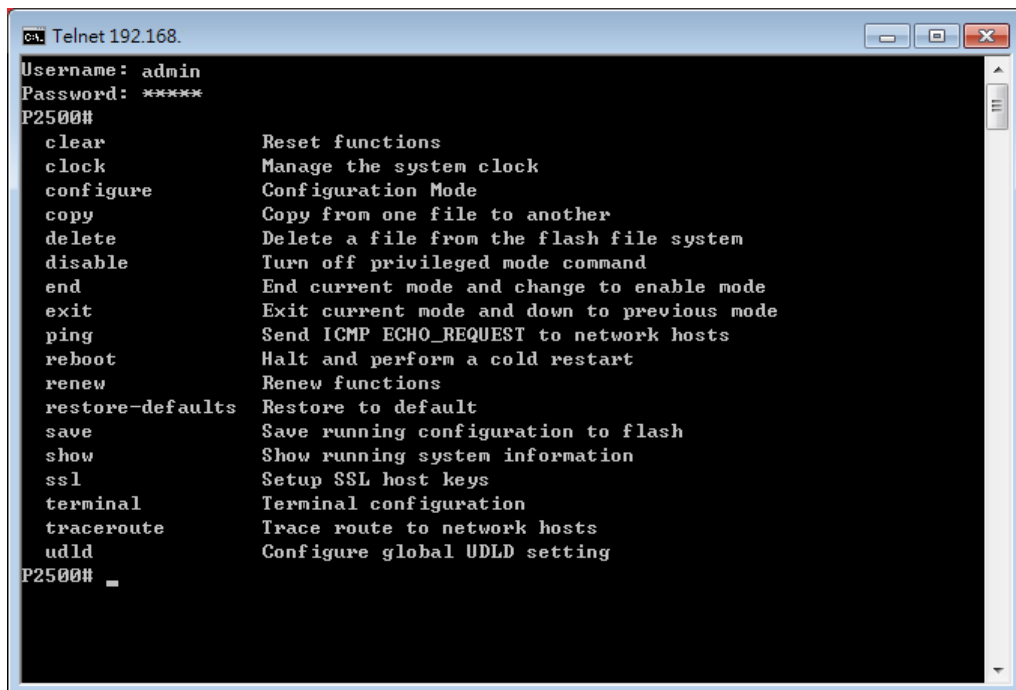 Telnet 192.168.
Username: admin
Password: *****
P2500#
clear Reset functions
clock Manage the system clock
configure Configuration Mode
copy Copy from one file to another
delete Delete a file from the flash file system
disable Turn off privileged mode command
end End current mode and change to enable mode
exit Exit current mode and down to previous mode
ping Send ICMP ECHO_REQUEST to network hosts
reboot Halt and perform a cold restart
renew Renew functions
restore-defaults Restore to default
save Save running configuration to flash
show Show running system information
ssl Setup SSL host keys
terminal Terminal configuration
traceroute Trace route to network hosts
udld Configure global UDLD setting
P2500# _